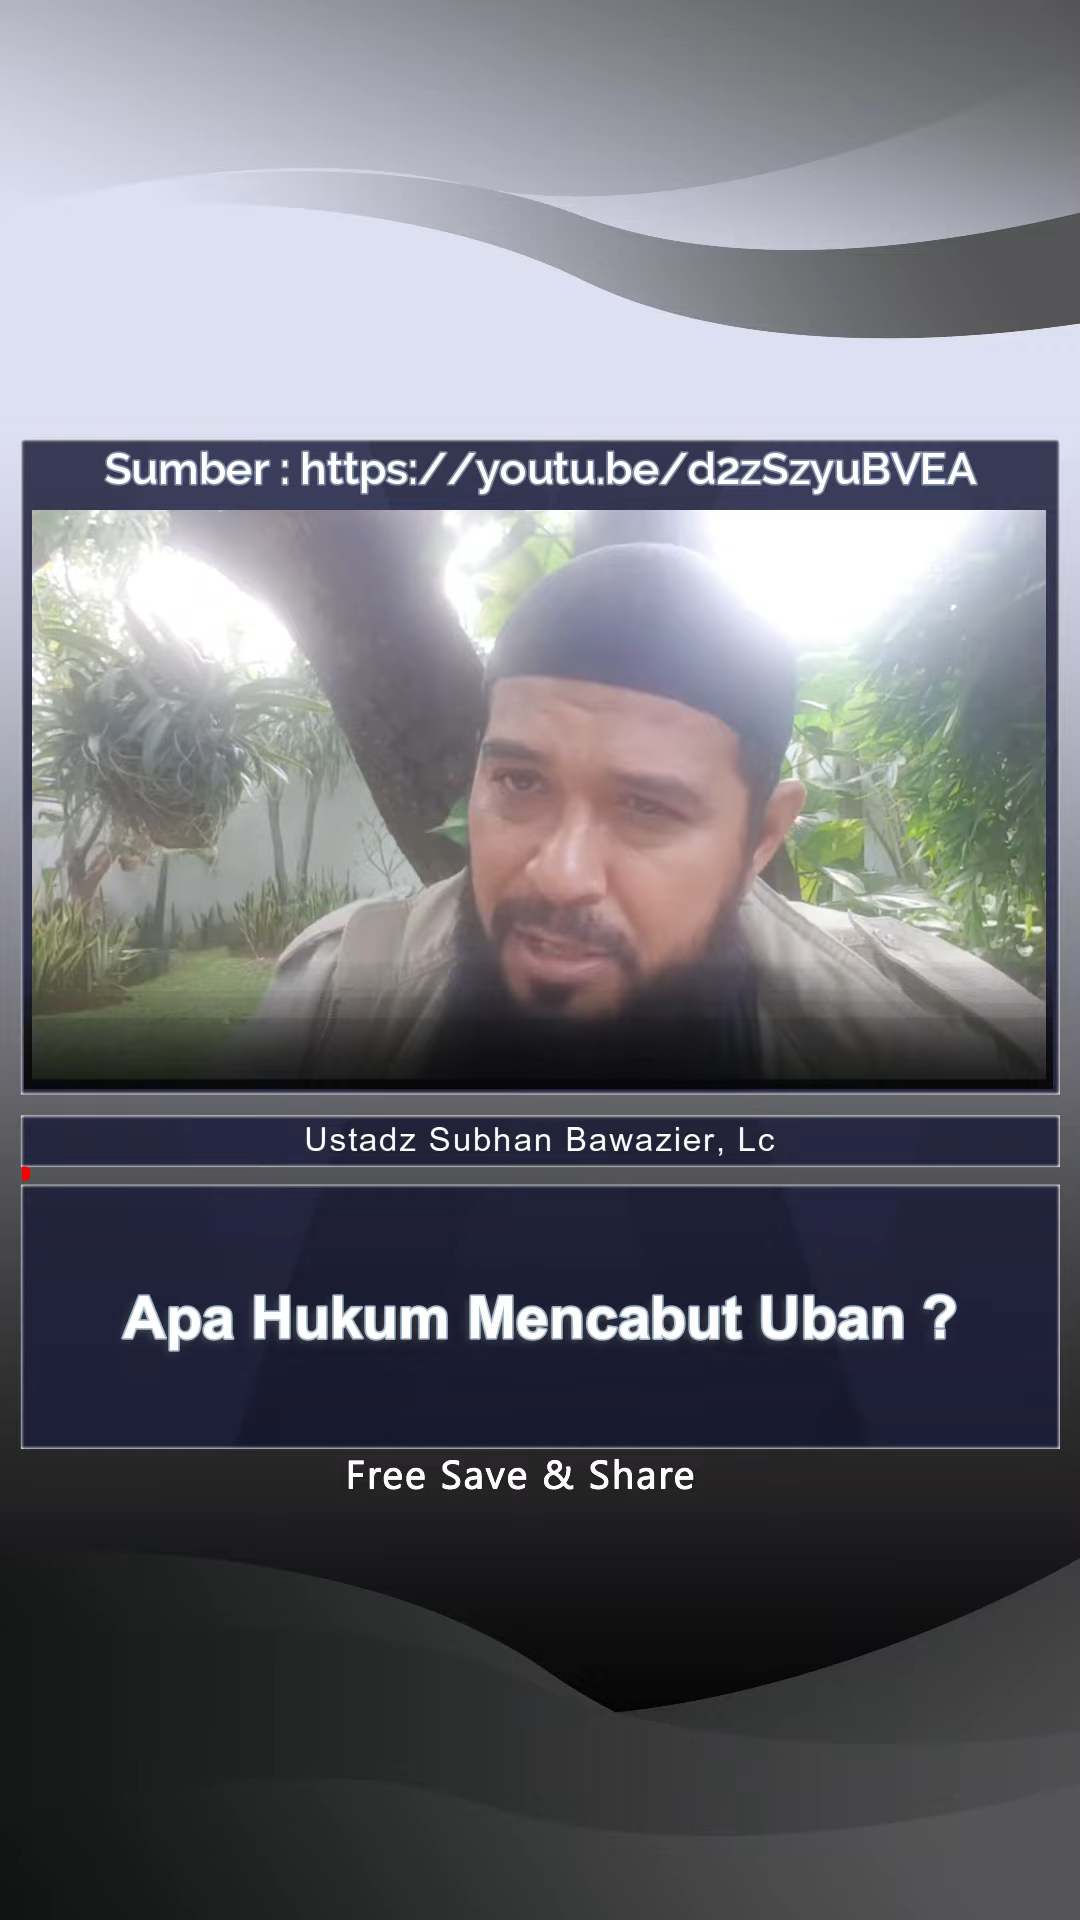 Sumber : https://youtu.be/d2zSzyuBVEA
Ustadz Subhan Bawazier, Lc
Apa Hukum Mencabut Uban ?
Free Save & Share